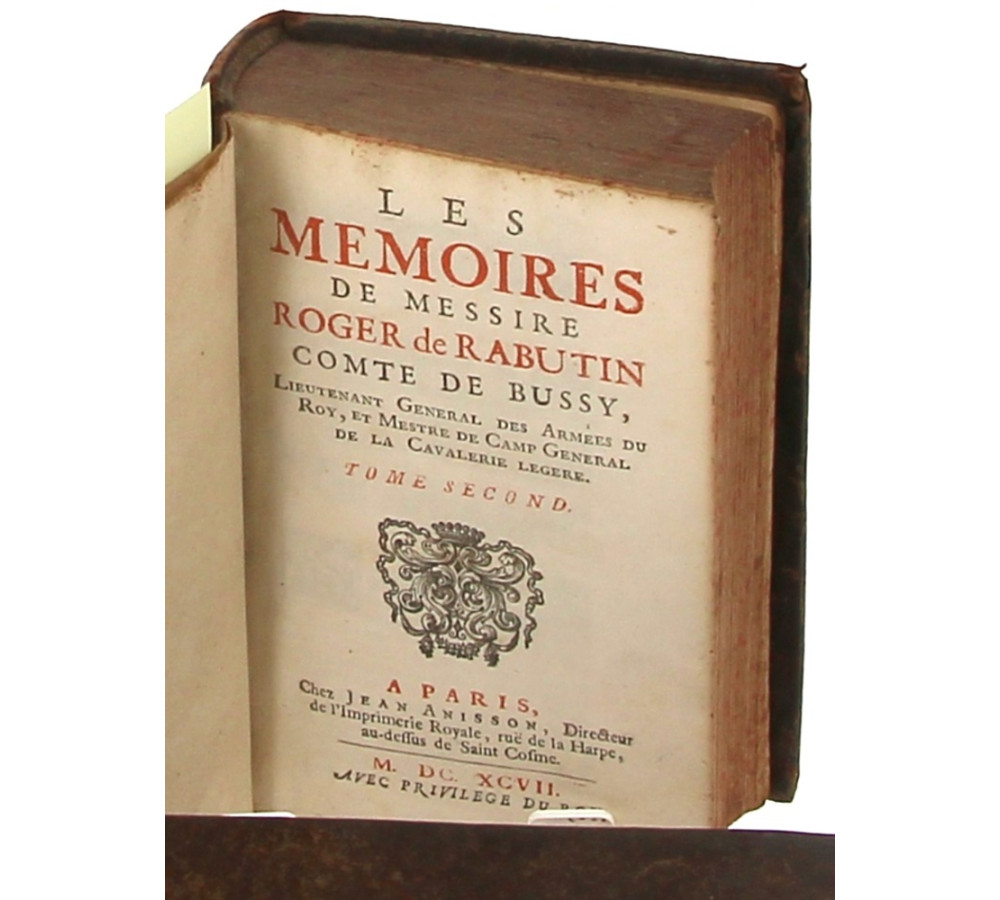 LES
MEMOIRES
DE MESSIRE
ROGER de RABUTIN
COMTE DE BUSSY,
LIEUTENANT GENERAL DES ARMÉES DU
ROY, ET MESTRE DE CAMP GENERAL
DE LA CAVALERIE LEGERE.
TOME SECOND.
A PARIS,
Chez JEAN ANISSON, Directeur
de l'Imprimerie Royale, ruë de la Harpe,
au-deſſus de Saint Coſme.
M. DC. XCVII.
AVEC PRIVILEGE DU